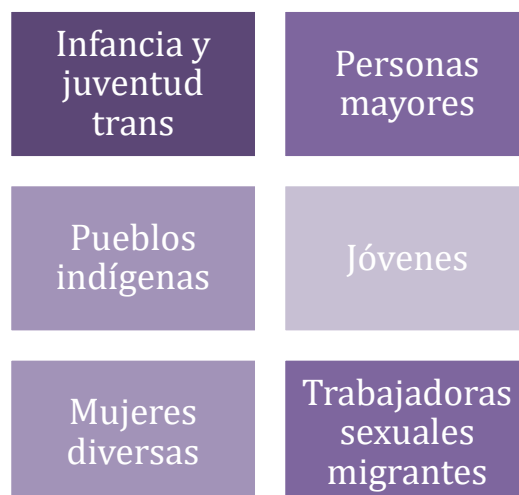 Infancia y
juventud
trans
Personas
mayores
Pueblos
indígenas
Jóvenes
Mujeres
diversas
Trabajadoras
sexuales
migrantes